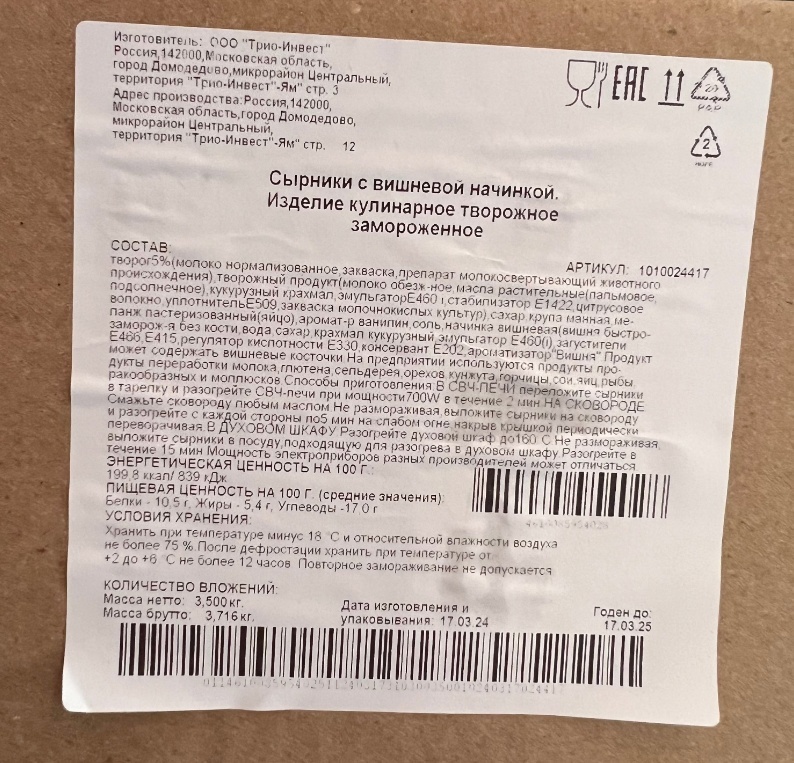 Изготовитель: ООО "Трио-Инвест"
Россия,142000,Московская область,
город Домодедово,микрорайон Центральный,
территория "Трио-Инвест"-Ям" стр. 3
Адрес производства:Россия,142000,
Московская область,город Домодедово,
микрорайон Центральный,
территория "Трио-Инвест"-Ям" стр. 12
EAC
2
Сырники с вишневой начинкой.
Изделие кулинарное творожное
замороженное
СОСТАВ:
АРТИКУЛ: 1010024417
творог5%(молоко нормализованное,закваска,препарат молокосвертывающий животного
происхождения),творожный продукт(молоко обезж-ное,масла растительные(пальмовое,
подсолнечное),кукурузный крахмал,эмульгаторЕ460 i,стабилизатор Е1422,цитрусовое
волокно,уплотнительЕ509,закваска молочнокислых культур),сахар,крупа манная,ме-
ланж пастеризованный(яйцо),аромат-р ванилин,соль,начинка вишневая(вишня быстро-
заморож-я без кости,вода,сахар,крахмал кукурузный,эмульгатор Е460(i),загустители
Е466,Е415,регулятор кислотности Е330,консервант Е202,ароматизатор"Вишня" Продукт
может содержать вишневые косточки.На предприятии используются продукты про-
дукты переработки молока,глютена,сельдерея,орехов,кунжута,горчицы,сои,яиц,рыбы,
ракообразных и моллюсков.Способы приготовления:В СВЧ-ПЕЧИ переложите сырники
в тарелку и разогрейте СВЧ-печи при мощности700W в течение 2 мин.НА СКОВОРОДЕ
Смажьте сковороду любым маслом.Не размораживая,выложите сырники на сковороду
и разогрейте с каждой стороны по5 мин на слабом огне,накрыв крышкой периодически
переворачивая.В ДУХОВОМ ШКАФУ Разогрейте духовой шкаф до160 С.Не размораживая,
выложите сырники в посуду,подходящую для разогрева в духовом шкафу.Разогрейте в
течение 15 мин.Мощность электроприборов разных производителей может отличаться
ЭНЕРГЕТИЧЕСКАЯ ЦЕННОСТЬ НА 100 Г.:
199,8 ккал/ 839 кДж
ПИЩЕВАЯ ЦЕННОСТЬ НА 100 Г. (средние значения):
Белки - 10,5 г, Жиры - 5,4 г, Углеводы -17.0 г
УСЛОВИЯ ХРАНЕНИЯ:
Хранить при температуре минус 18 °С и относительной влажности воздуха
не более 75 %.После дефростации хранить при температуре от
+2 до +6 °С не более 12 часов. Повторное замораживание не допускается
КОЛИЧЕСТВО ВЛОЖЕНИЙ:
Масса нетто: 3,500кг.
Масса брутто: 3,716кг.
Дата изготовления и
упаковывания: 17.03.24
Годен до:
17.03.25